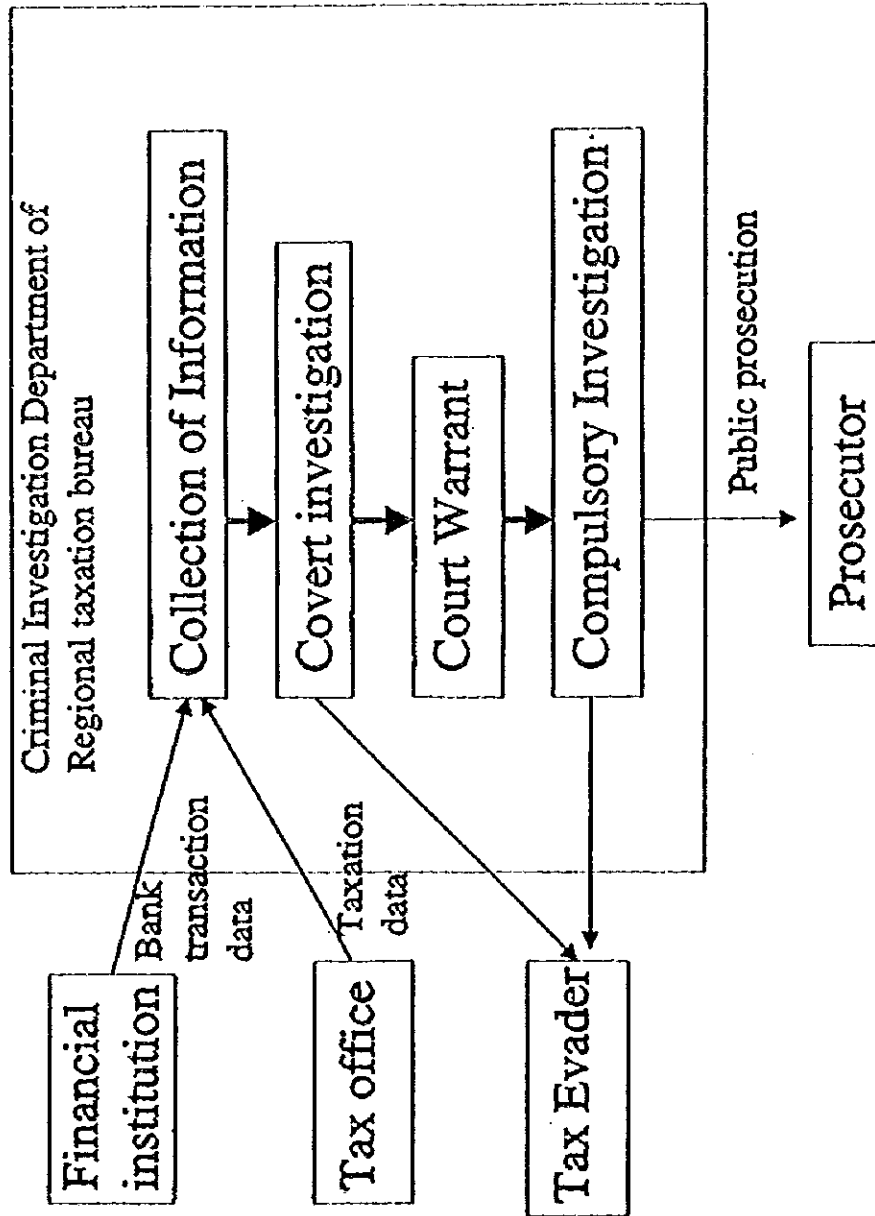 Criminal Investigation Department of
Regional taxation bureau
Financial
institution
Bank
transaction
data
Collection of Information
Tax office
Taxation
data
Covert investigation
Court Warrant
Tax Evader
Compulsory Investigation
Public prosecution
Prosecutor